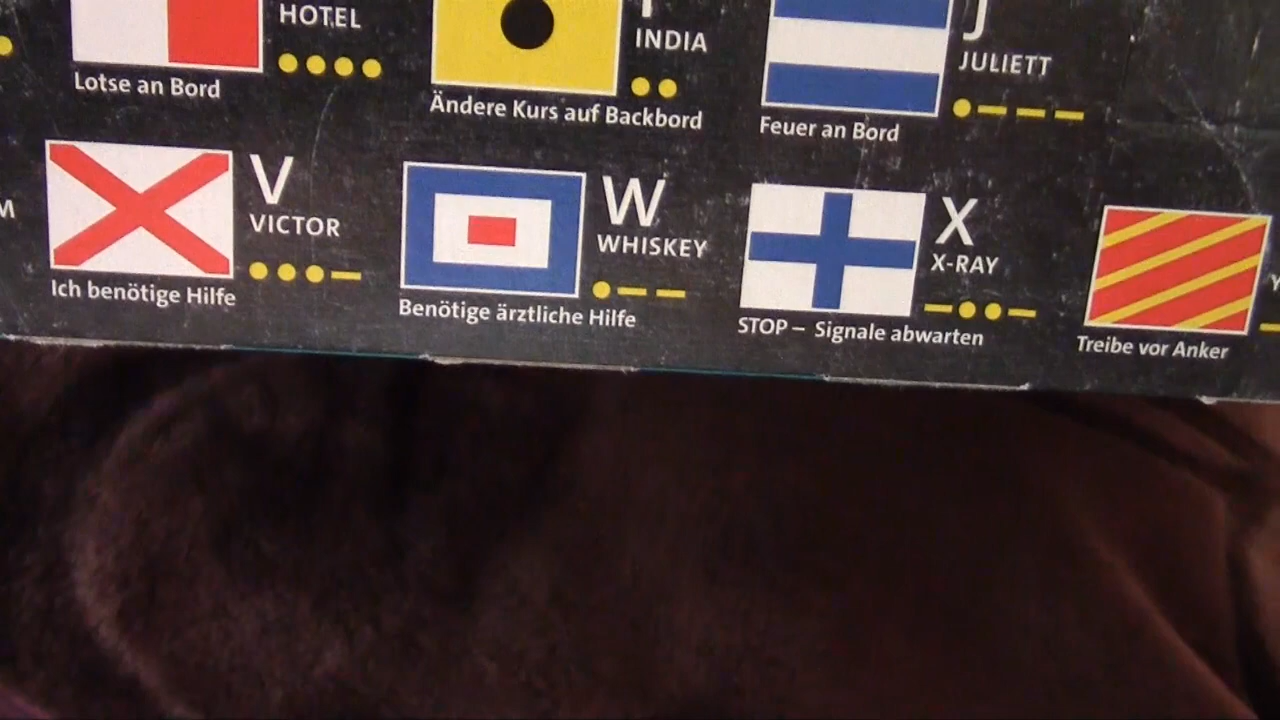 HOTEL
Lotse an Bord
INDIA
Ändere Kurs auf Backbord
J
JULIETT
Feuer an Bord
M
V
VICTOR
Ich benötige Hilfe
W
WHISKEY
Benötige ärztliche Hilfe
X
X-RAY
STOP – Signale abwarten
Y
Treibe vor Anker